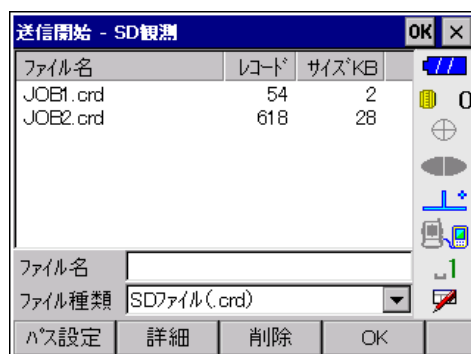 送信開始 - SD観測 OK ×
ﾌｧｲﾙ名 ﾚｺｰﾄﾞ ｻｲｽﾞKB
JOB1.crd 54 2
JOB2.crd 618 28
0
ﾌｧｲﾙ名
1
ﾌｧｲﾙ種類 SDﾌｧｲﾙ(.crd)
ﾊﾟｽ設定 詳細 削除 OK